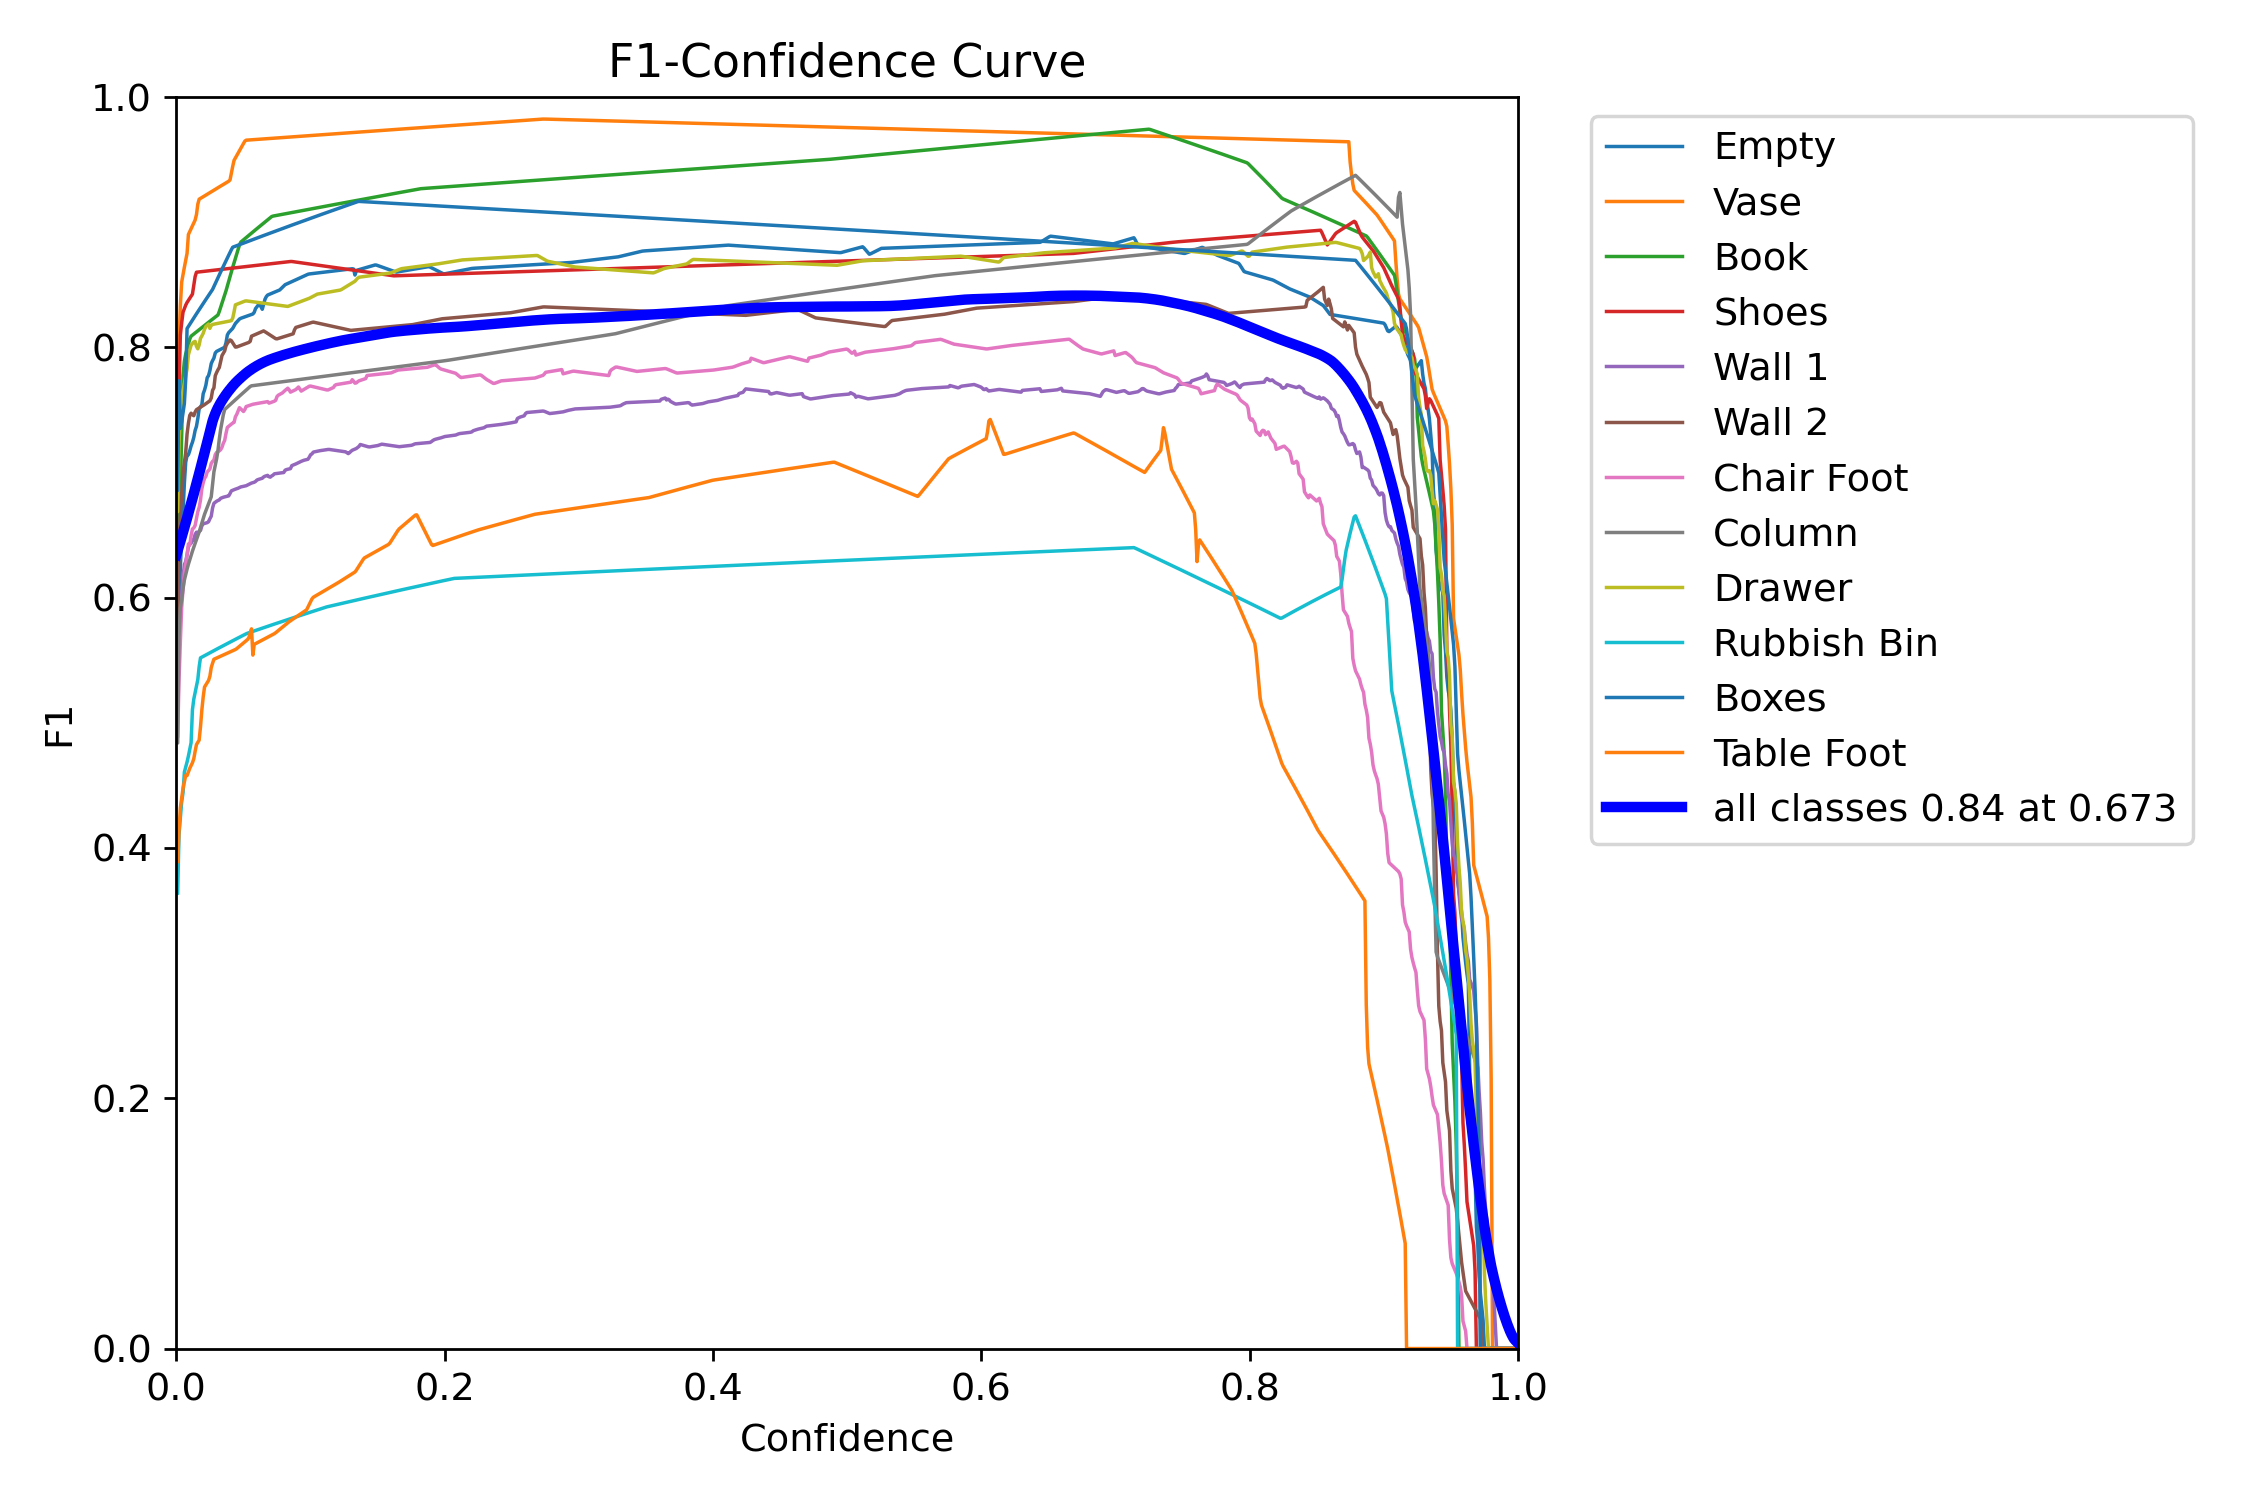 F1-Confidence Curve
1.0
0.8
0.6
0.4
0.2
0.0
F1
0.0 0.2 0.4 0.6 0.8 1.0
Confidence
Empty
Vase
Book
Shoes
Wall 1
Wall 2
Chair Foot
Column
Drawer
Rubbish Bin
Boxes
Table Foot
all classes 0.84 at 0.673